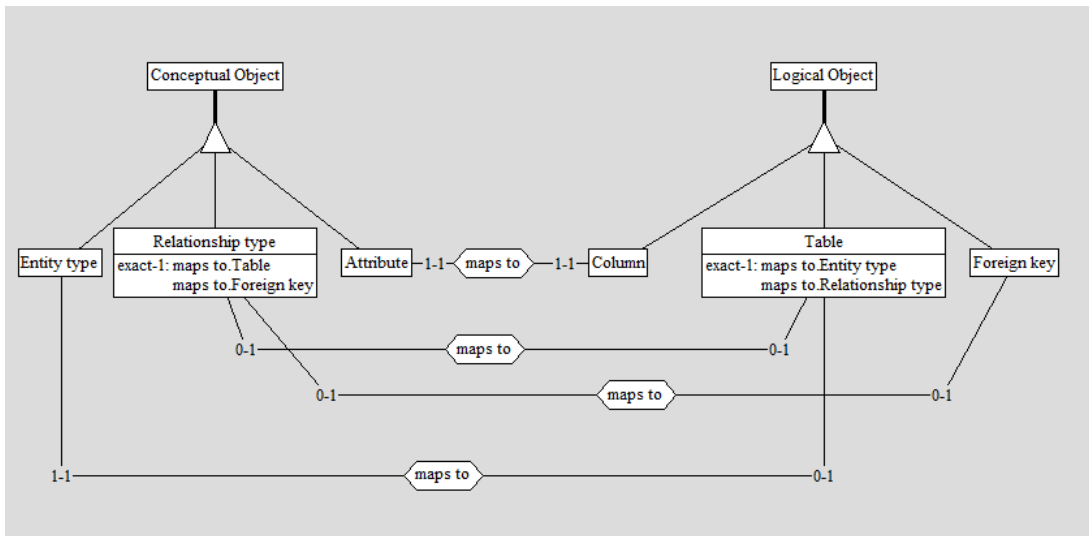 Conceptual Object
Logical Object
Relationship type
Table
Entity type
exact-1: maps to.Table
maps to.Foreign key
Attribute
1-1
maps to
1-1
Column
exact-1: maps to.Entity type
maps to.Relationship type
Foreign key
0-1
maps to
0-1
0-1
maps to
0-1
1-1
maps to
0-1